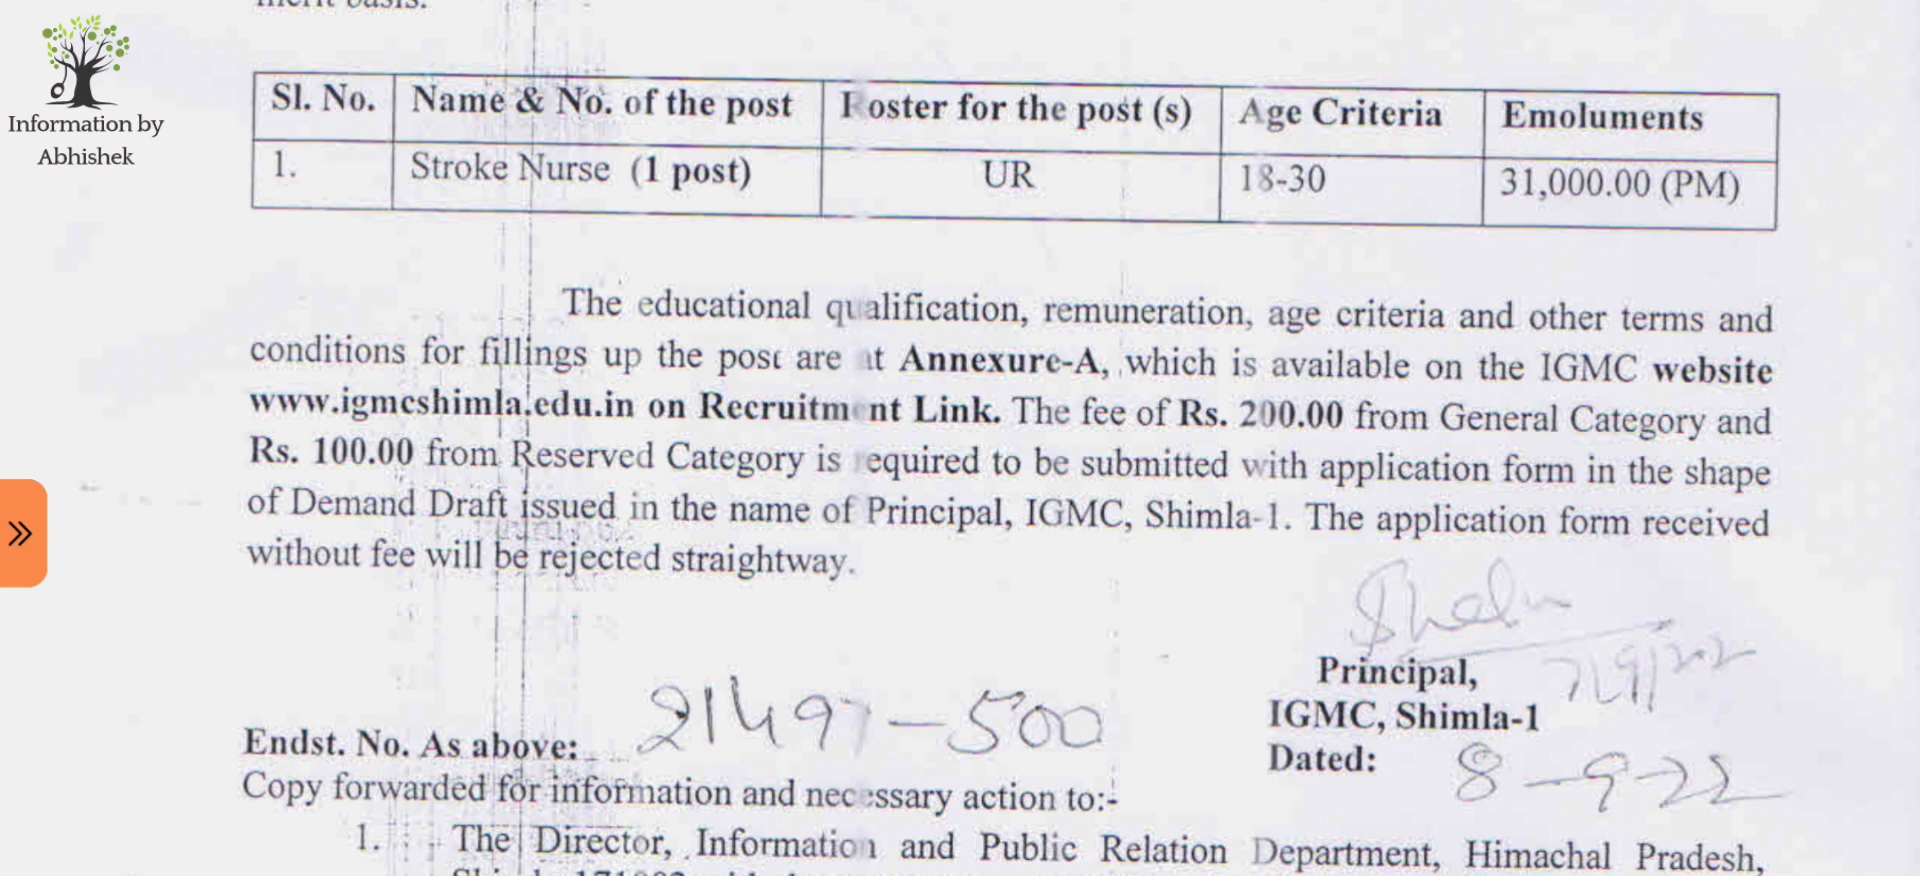 merit basis.
Information by
Abhishek
Sl. No. Name & No. of the post Roster for the post (s) Age Criteria Emoluments
1. Stroke Nurse (1 post) UR 18-30 31,000.00 (PM)
The educational qualification, remuneration, age criteria and other terms and
conditions for fillings up the post are at Annexure-A, which is available on the IGMC website
www.igmcshimla.edu.in on Recruitment Link. The fee of Rs. 200.00 from General Category and
Rs. 100.00 from Reserved Category is required to be submitted with application form in the shape
of Demand Draft issued in the name of Principal, IGMC, Shimla-1. The application form received
without fee will be rejected straightway.
7/9/22
Principal,
IGMC, Shimla-1
Endst. No. As above: 21497-500
Dated: 8-9-22
Copy forwarded for information and necessary action to:-
1. The Director, Information and Public Relation Department, Himachal Pradesh,